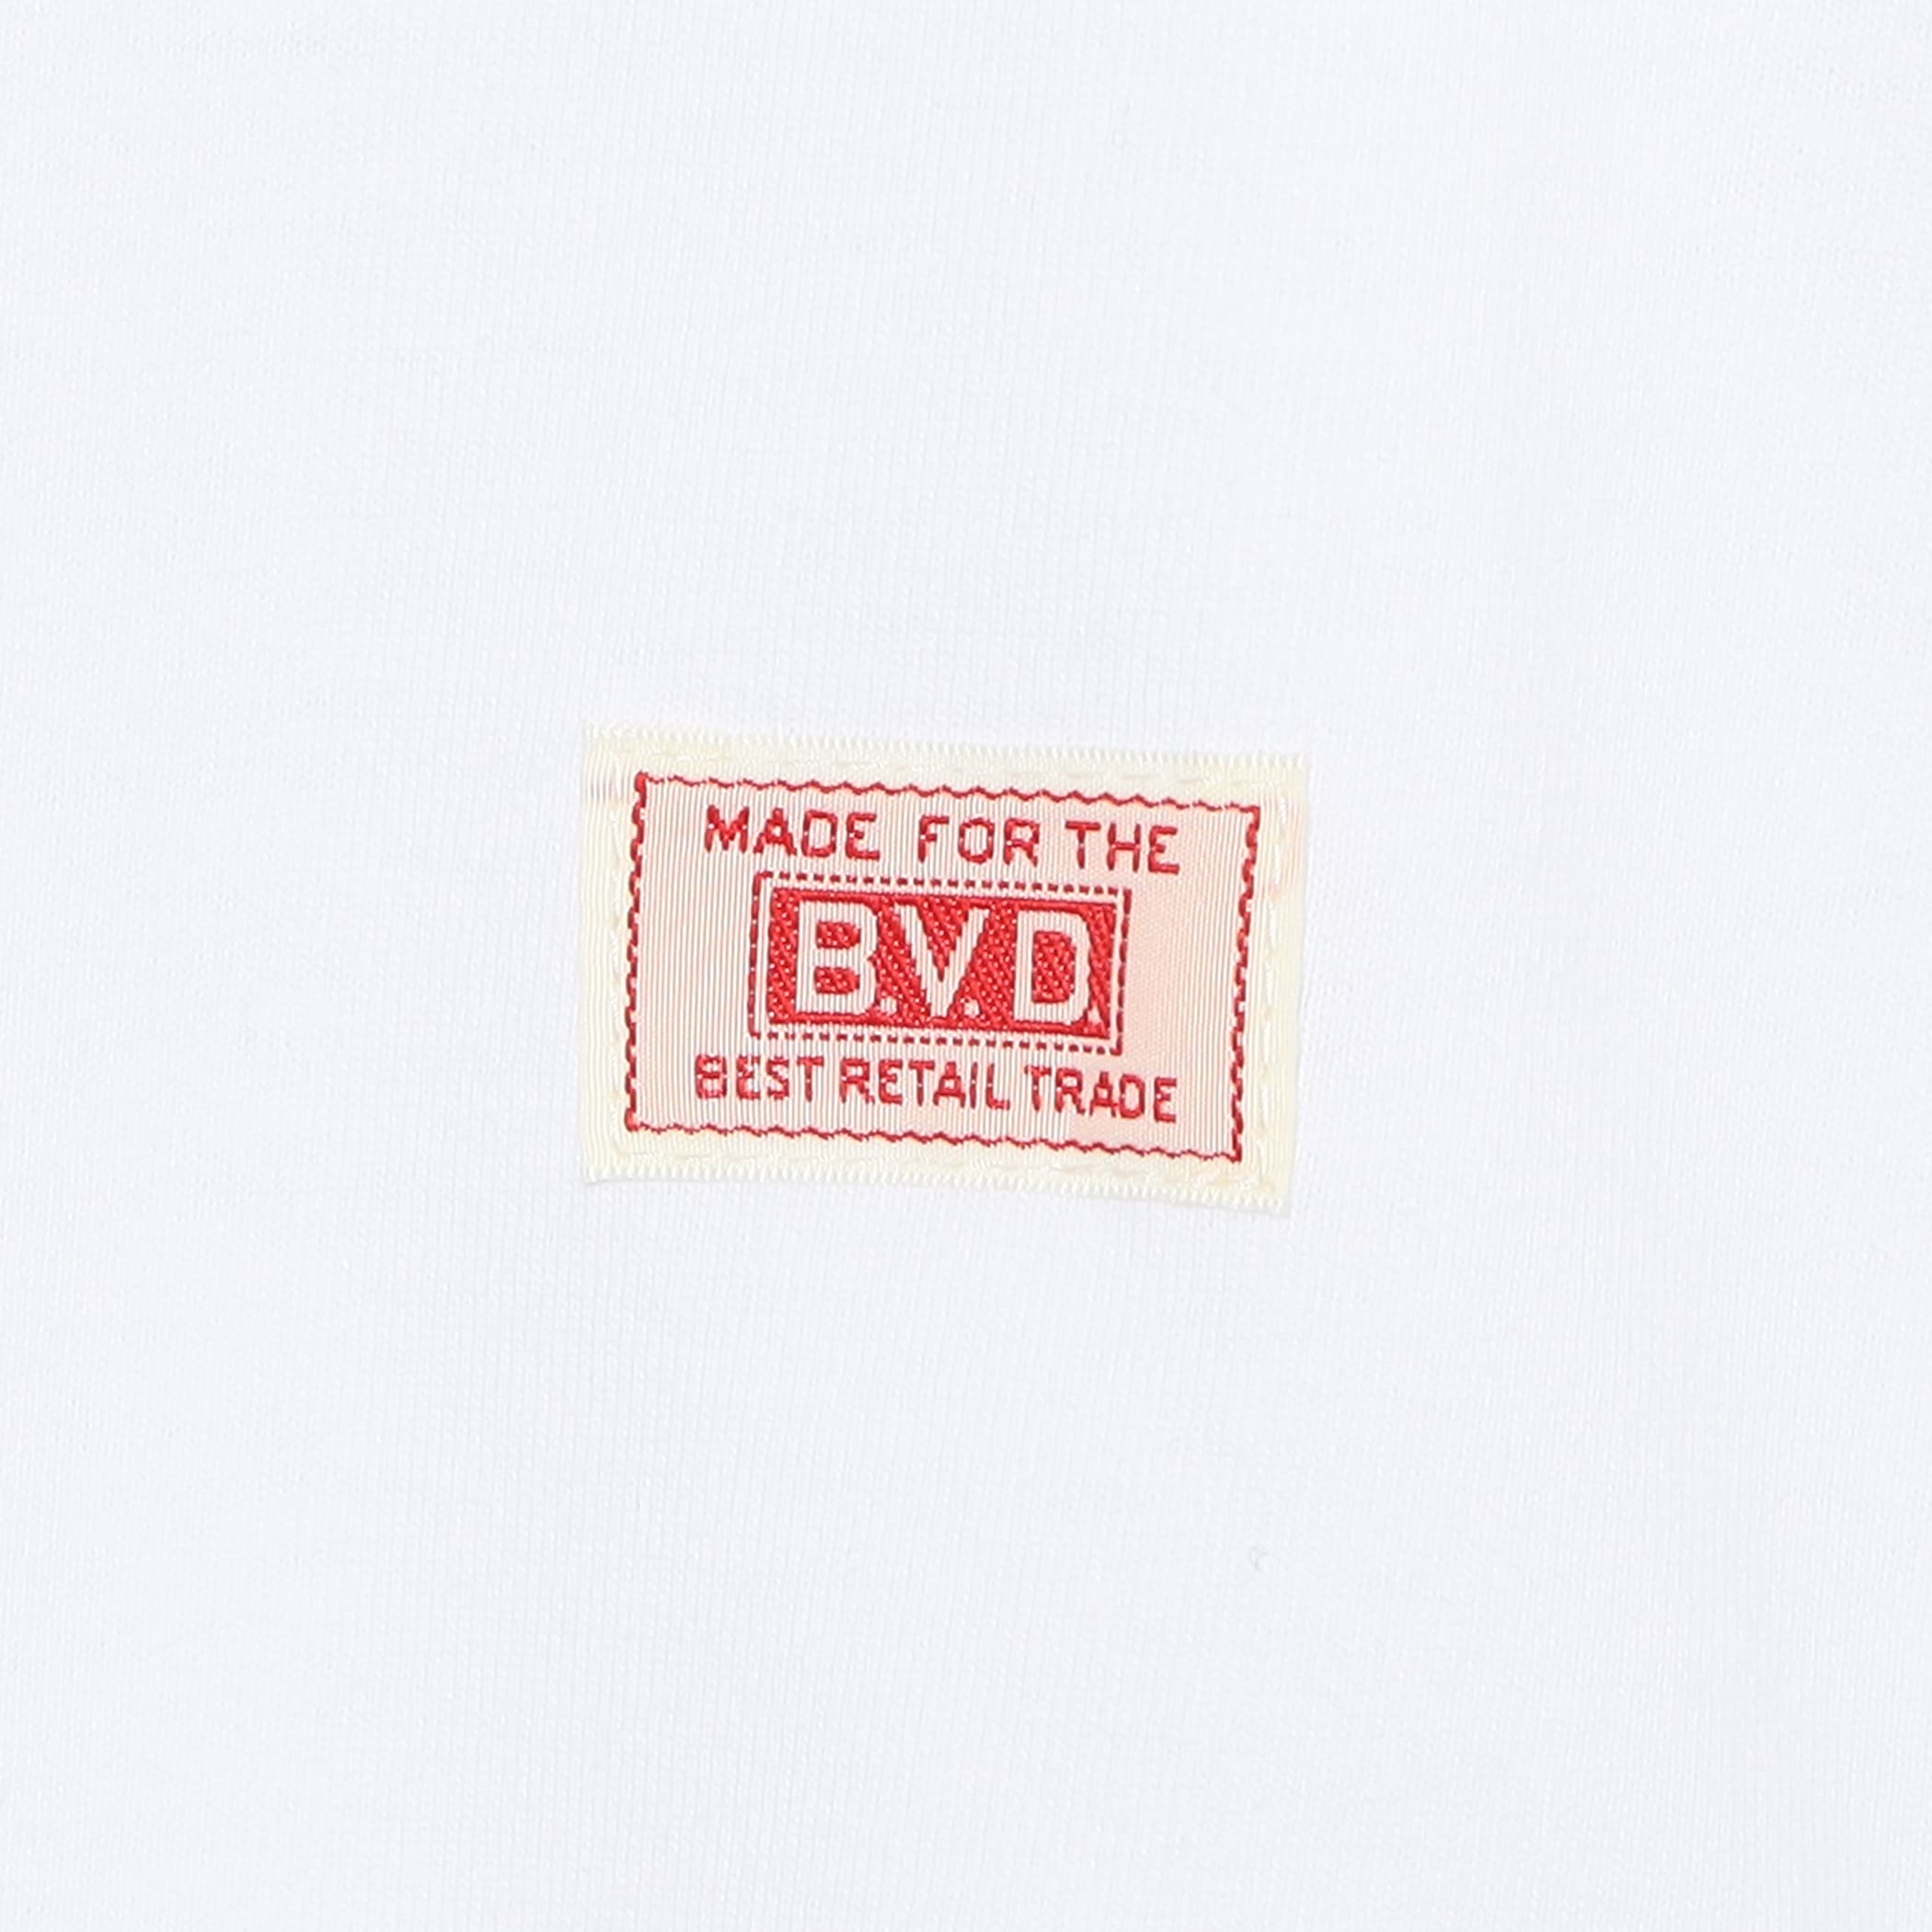 MADE FOR THE
B.V.D.
BEST RETAIL TRADE